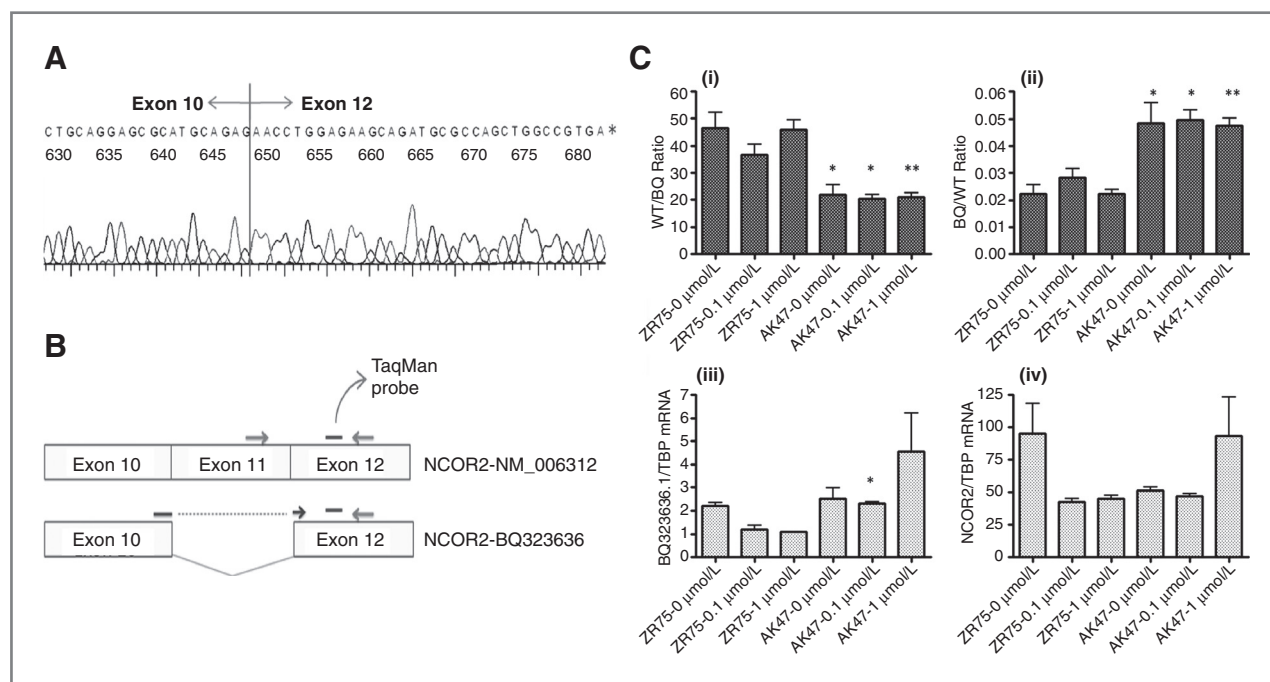 A
Exon 10 Exon 12
CTGCAGGAGCGCATGCAGAGAACCTGGAGAAGCAGATGCGCCAGCTGGCCGTGA*
630 635 640 645 650 655 660 665 670 675 680
B
TaqMan
probe
Exon 10 Exon 11 Exon 12 NCOR2-NM_006312
Exon 10 Exon 12 NCOR2-BQ323636
C
(i)
WT/BQ Ratio
60
50
40
30
20
10
0
* * **
ZR75-0 µmol/L
ZR75-0.1 µmol/L
ZR75-1 µmol/L
AK47-0 µmol/L
AK47-0.1 µmol/L
AK47-1 µmol/L
(ii)
BQ/WT Ratio
0.06
0.05
0.04
0.03
0.02
0.01
0.00
* * **
ZR75-0 µmol/L
ZR75-0.1 µmol/L
ZR75-1 µmol/L
AK47-0 µmol/L
AK47-0.1 µmol/L
AK47-1 µmol/L
(iii)
BQ323636.1/TBP mRNA
7
6
5
4
3
2
1
0
*
ZR75-0 µmol/L
ZR75-0.1 µmol/L
ZR75-1 µmol/L
AK47-0 µmol/L
AK47-0.1 µmol/L
AK47-1 µmol/L
(iv)
NCOR2/TBP mRNA
125
100
75
50
25
0
ZR75-0 µmol/L
ZR75-0.1 µmol/L
ZR75-1 µmol/L
AK47-0 µmol/L
AK47-0.1 µmol/L
AK47-1 µmol/L